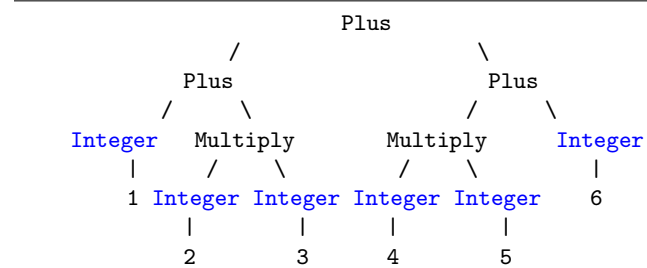 Plus
/ \
Plus Plus
/ \ / \
Integer Multiply Multiply Integer
| / \ / \ |
1 Integer Integer Integer Integer 6
| | | |
2 3 4 5